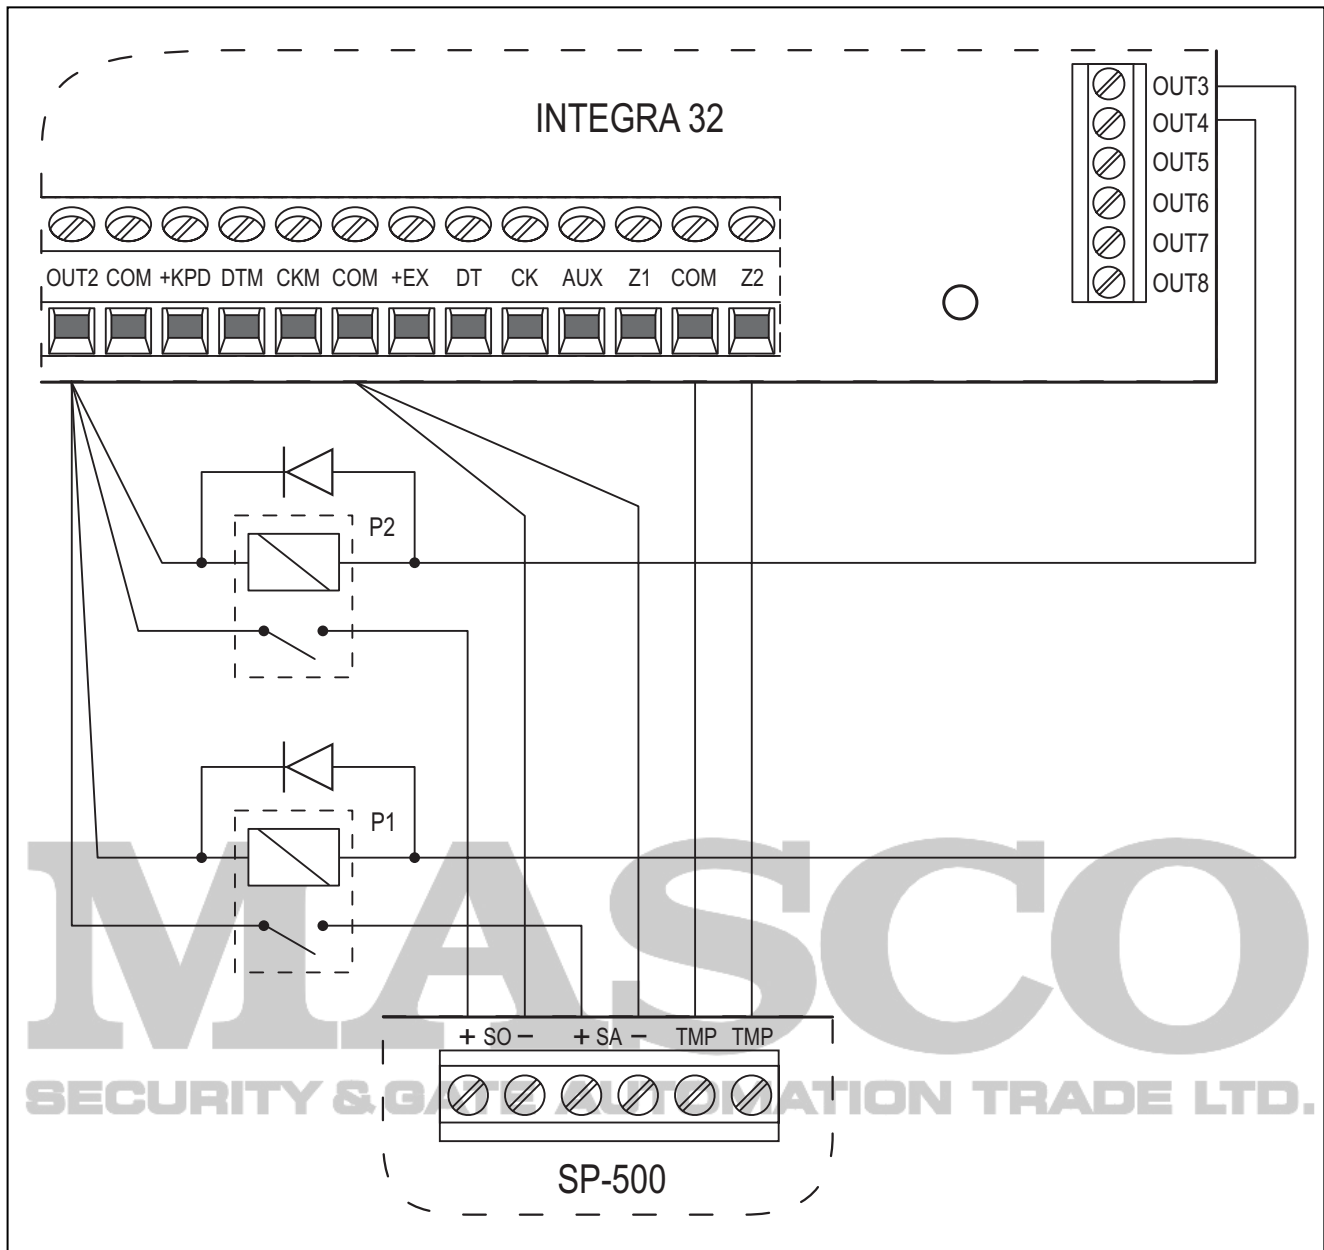 INTEGRA 32
OUT3
OUT4
OUT5
OUT6
OUT7
OUT8
OUT2 COM +KPD DTM CKM COM +EX DT CK AUX Z1 COM Z2
P2
P1
MASCO
+ SO − + SA − TMP TMP
SECURITY & GATE AUTOMATION TRADE LTD.
SP-500